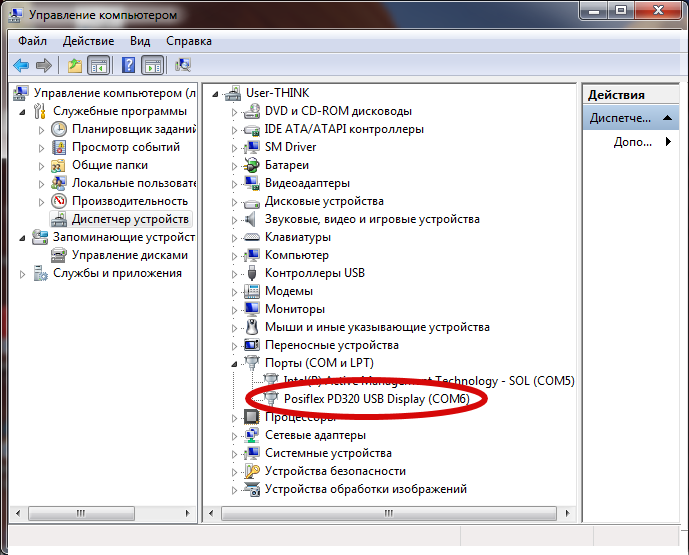 Управление компьютером
Файл Действие Вид Справка
Управление компьютером (л
Служебные программы
Планировщик заданий
Просмотр событий
Общие папки
Локальные пользоват
Производительность
Диспетчер устройств
Запоминающие устройст
Управление дисками
Службы и приложения
User-THINK
DVD и CD-ROM дисководы
IDE ATA/ATAPI контроллеры
SM Driver
Батареи
Видеоадаптеры
Дисковые устройства
Звуковые, видео и игровые устройства
Клавиатуры
Компьютер
Контроллеры USB
Модемы
Мониторы
Мыши и иные указывающие устройства
Переносные устройства
Порты (COM и LPT)
Intel(R) Active Management Technology - SOL (COM5)
Posiflex PD320 USB Display (COM6)
Процессоры
Сетевые адаптеры
Системные устройства
Устройства безопасности
Устройства обработки изображений
Действия
Диспетче...
Допо...